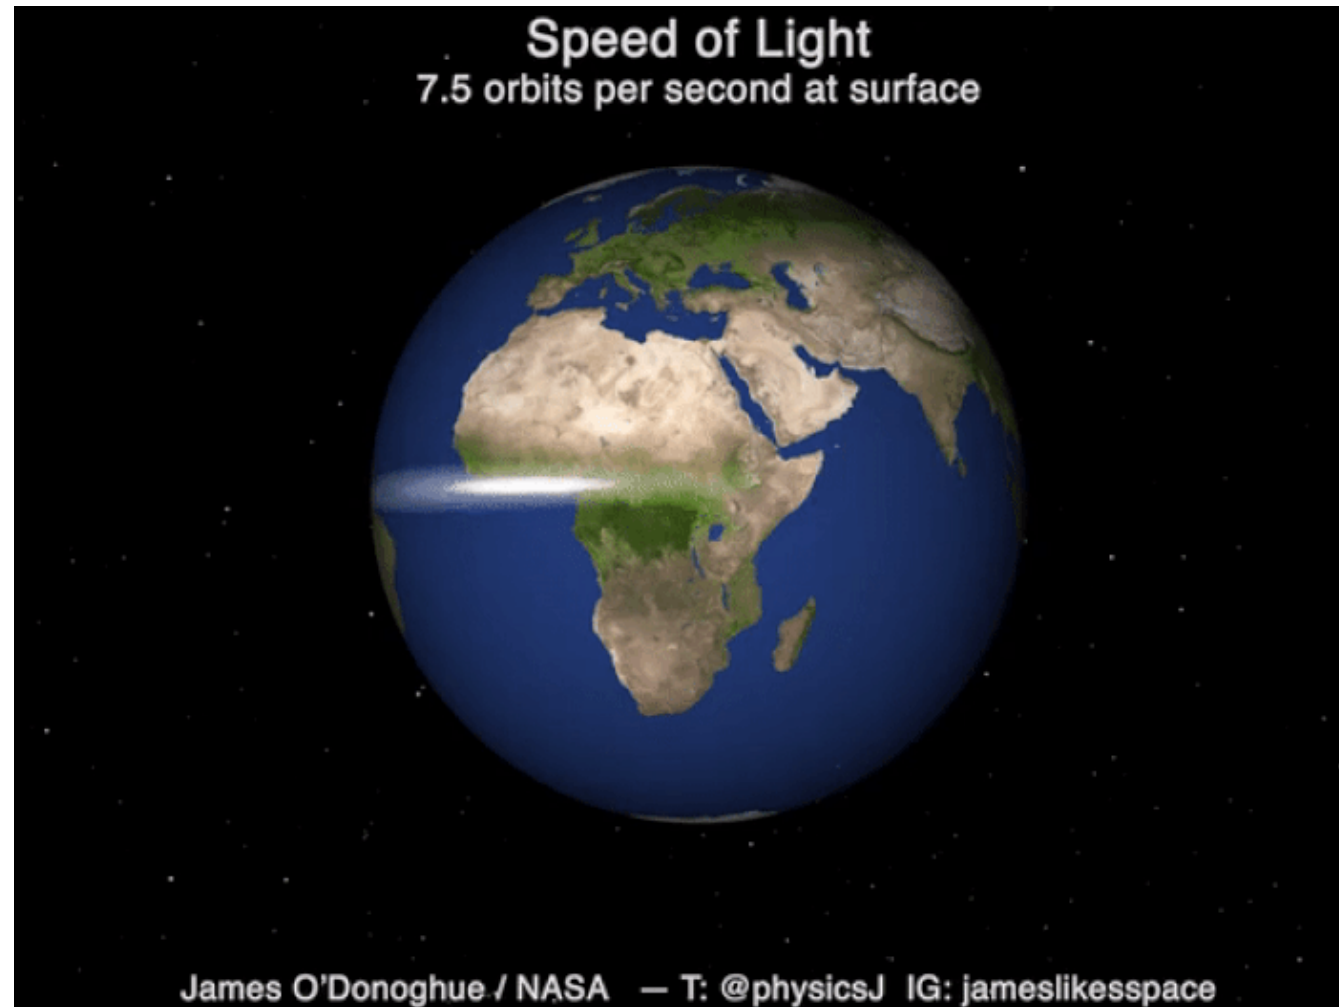 Speed of Light
7.5 orbits per second at surface
James O'Donoghue / NASA — T: @physicsJ IG: jameslikesspace